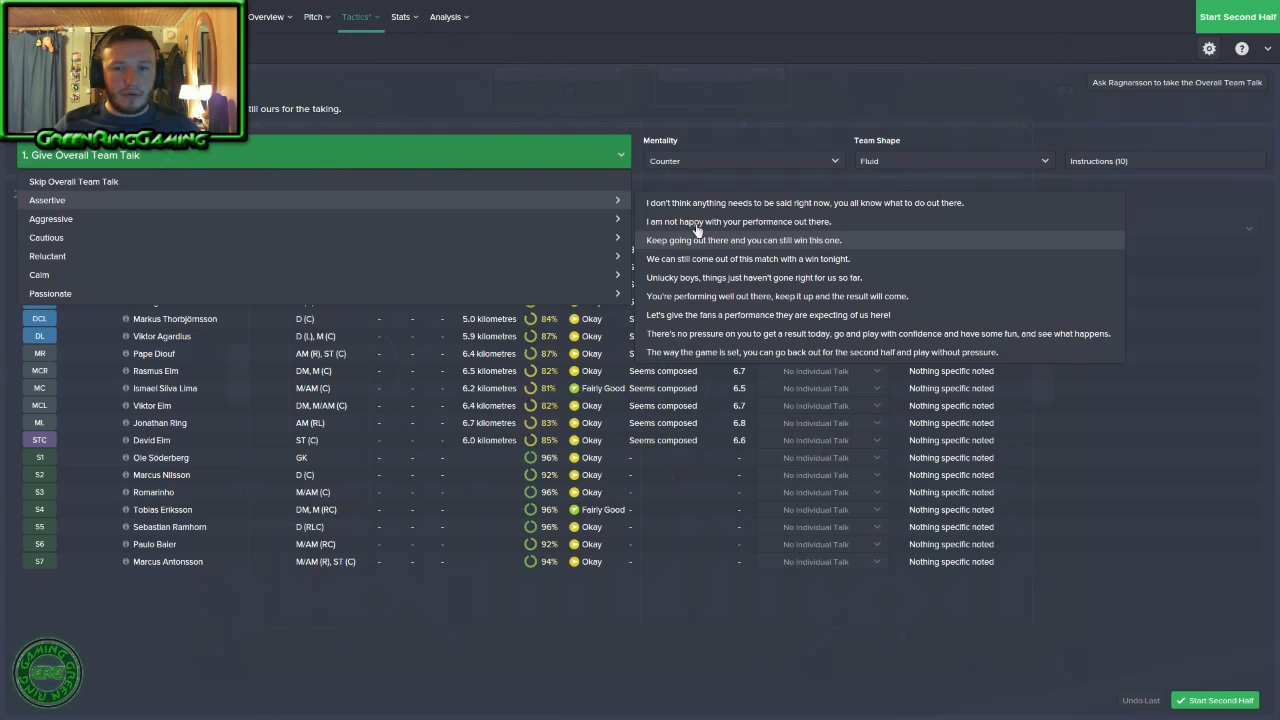 Overview Pitch Tactics* Stats Analysis
Start Second Half
Ask Ragnarsson to take the Overall Team Talk
till ours for the taking.
GREENRINGGAMING
1. Give Overall Team Talk
Mentality
Team Shape
Counter
Fluid
Instructions (10)
Skip Overall Team Talk
Assertive
Aggressive
Cautious
Reluctant
Calm
Passionate
I don't think anything needs to be said right now, you all know what to do out there.
I am not happy with your performance out there.
Keep going out there and you can still win this one.
We can still come out of this match with a win tonight.
Unlucky boys, things just haven't gone right for us so far.
You're performing well out there, keep it up and the result will come.
Let's give the fans a performance they are expecting of us here!
There's no pressure on you to get a result today, go and play with confidence and have some fun, and see what happens.
The way the game is set, you can go back out for the second half and play without pressure.
DCL Markus Thorbjörnsson D (C) - - - 5.0 kilometres 84% Okay
DL Viktor Agardius D (L), M (C) - - - 5.9 kilometres 87% Okay
MR Pape Diouf AM (R), ST (C) - - - 6.4 kilometres 87% Okay
MCR Rasmus Elm DM, M (C) - - - 6.5 kilometres 82% Okay Seems composed 6.7 No Individual Talk Nothing specific noted
MC Ismael Silva Lima M/AM (C) - - - 6.2 kilometres 81% Fairly Good Seems composed 6.5 No Individual Talk Nothing specific noted
MCL Viktor Elm DM, M/AM (C) - - - 6.4 kilometres 82% Okay Seems composed 6.7 No Individual Talk Nothing specific noted
ML Jonathan Ring AM (RL) - - - 6.7 kilometres 83% Okay Seems composed 6.8 No Individual Talk Nothing specific noted
STC David Elm ST (C) - - - 6.0 kilometres 85% Okay Seems composed 6.6 No Individual Talk Nothing specific noted
S1 Ole Söderberg GK - - - 96% Okay - - No Individual Talk Nothing specific noted
S2 Marcus Nilsson D (C) - - - 92% Okay - - No Individual Talk Nothing specific noted
S3 Romarinho M/AM (C) - - - 96% Okay - - No Individual Talk Nothing specific noted
S4 Tobias Eriksson DM, M (RC) - - - 96% Fairly Good - - No Individual Talk Nothing specific noted
S5 Sebastian Ramhorn D (RLC) - - - 96% Okay - - No Individual Talk Nothing specific noted
S6 Paulo Baier M/AM (RC) - - - 92% Okay - - No Individual Talk Nothing specific noted
S7 Marcus Antonsson M/AM (R), ST (C) - - - 94% Okay - - No Individual Talk Nothing specific noted
GAMING GREEN RING
GRG
Undo Last
Start Second Half